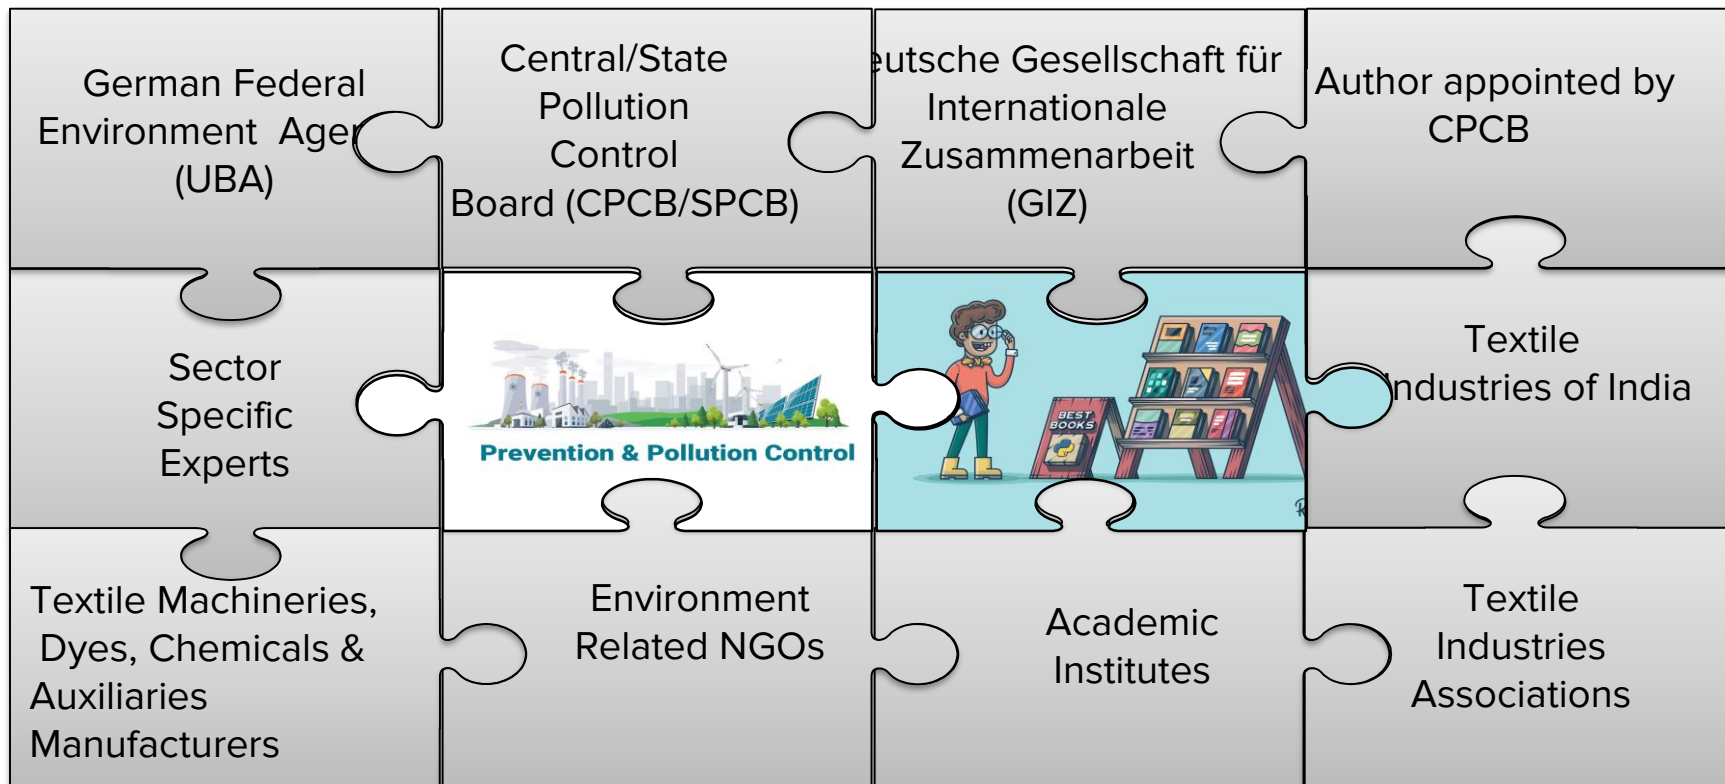 German Federal
Environment Agen
(UBA)
Central/State
Pollution
Control
Board (CPCB/SPCB)
eutsche Gesellschaft für
Internationale
Zusammenarbeit
(GIZ)
Author appointed by
CPCB
Sector
Specific
Experts
Prevention & Pollution Control
BEST
BOOKS
Textile
Industries of India
Textile Machineries,
Dyes, Chemicals &
Auxiliaries
Manufacturers
Environment
Related NGOs
Academic
Institutes
Textile
Industries
Associations